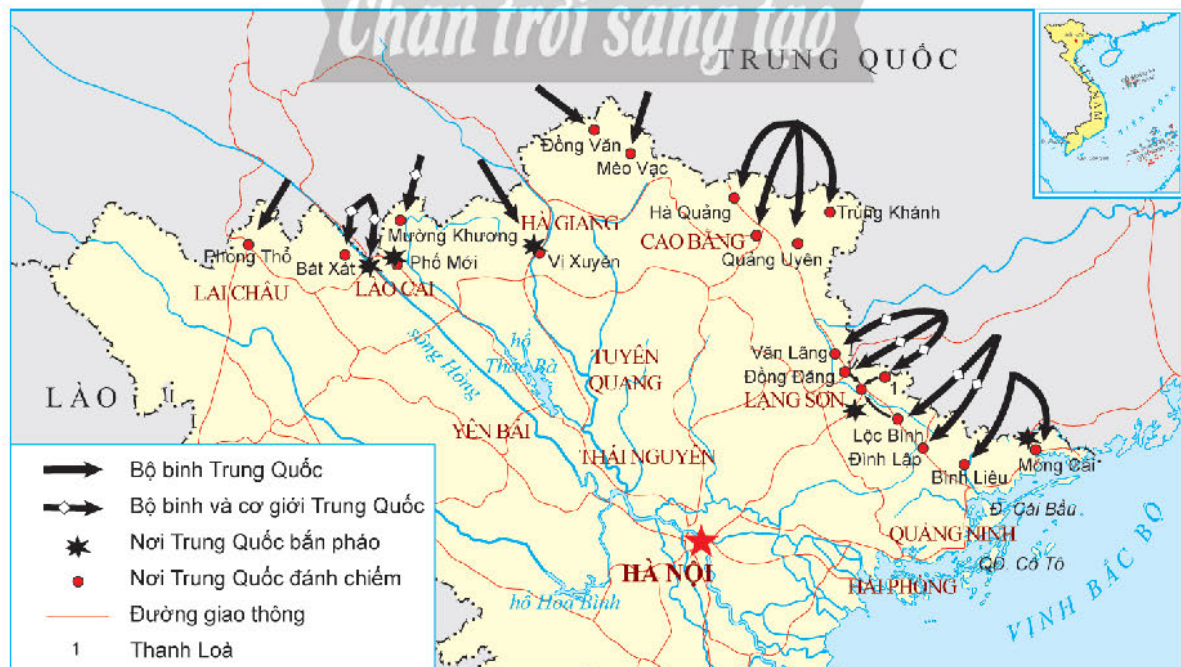 Chân trời sáng tạo
TRUNG QUỐC
VIỆT NAM
BIỂN ĐÔNG
Đồng Văn
Mèo Vạc
HÀ GIANG
Hà Quảng
Trùng Khánh
CAO BẰNG
Quảng Uyên
Mường Khương
Phong Thổ
Bát Xát
Phố Mới
Vị Xuyên
LAI CHÂU
LÀO CAI
sông Hồng
hồ
Thác Bà
TUYÊN
QUANG
Văn Lãng
Đồng Đăng
1
LẠNG SƠN
LÀO
YÊN BÁI
THÁI NGUYÊN
Lộc Bình
Đình Lập
Bình Liêu
Móng Cái
Đ. Cái Bầu
QUẢNG NINH
QĐ. Cô Tô
HÀ NỘI
HẢI PHÒNG
hồ Hoà Bình
VỊNH BẮC BỘ
Bộ binh Trung Quốc
Bộ binh và cơ giới Trung Quốc
Nơi Trung Quốc bắn pháo
Nơi Trung Quốc đánh chiếm
Đường giao thông
1 Thanh Loà